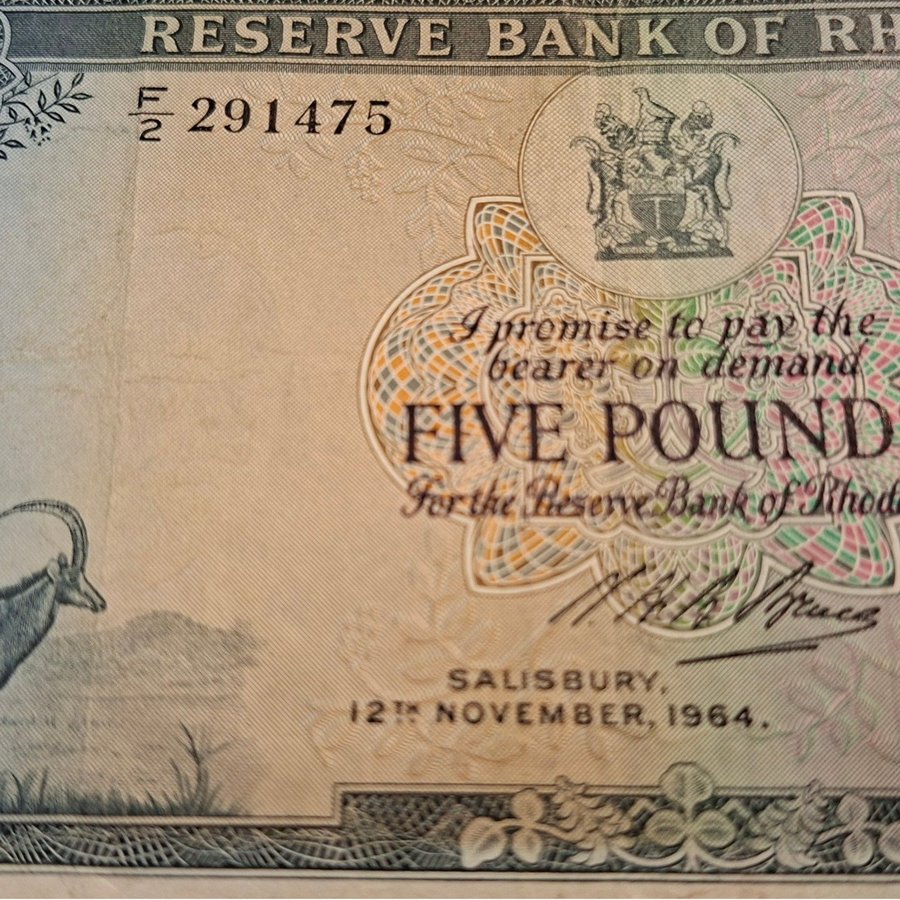 RESERVE BANK OF RH
F/2 291475
I promise to pay the
bearer on demand
FIVE POUND
For the Reserve Bank of Rhod
SALISBURY,
12TH NOVEMBER, 1964.